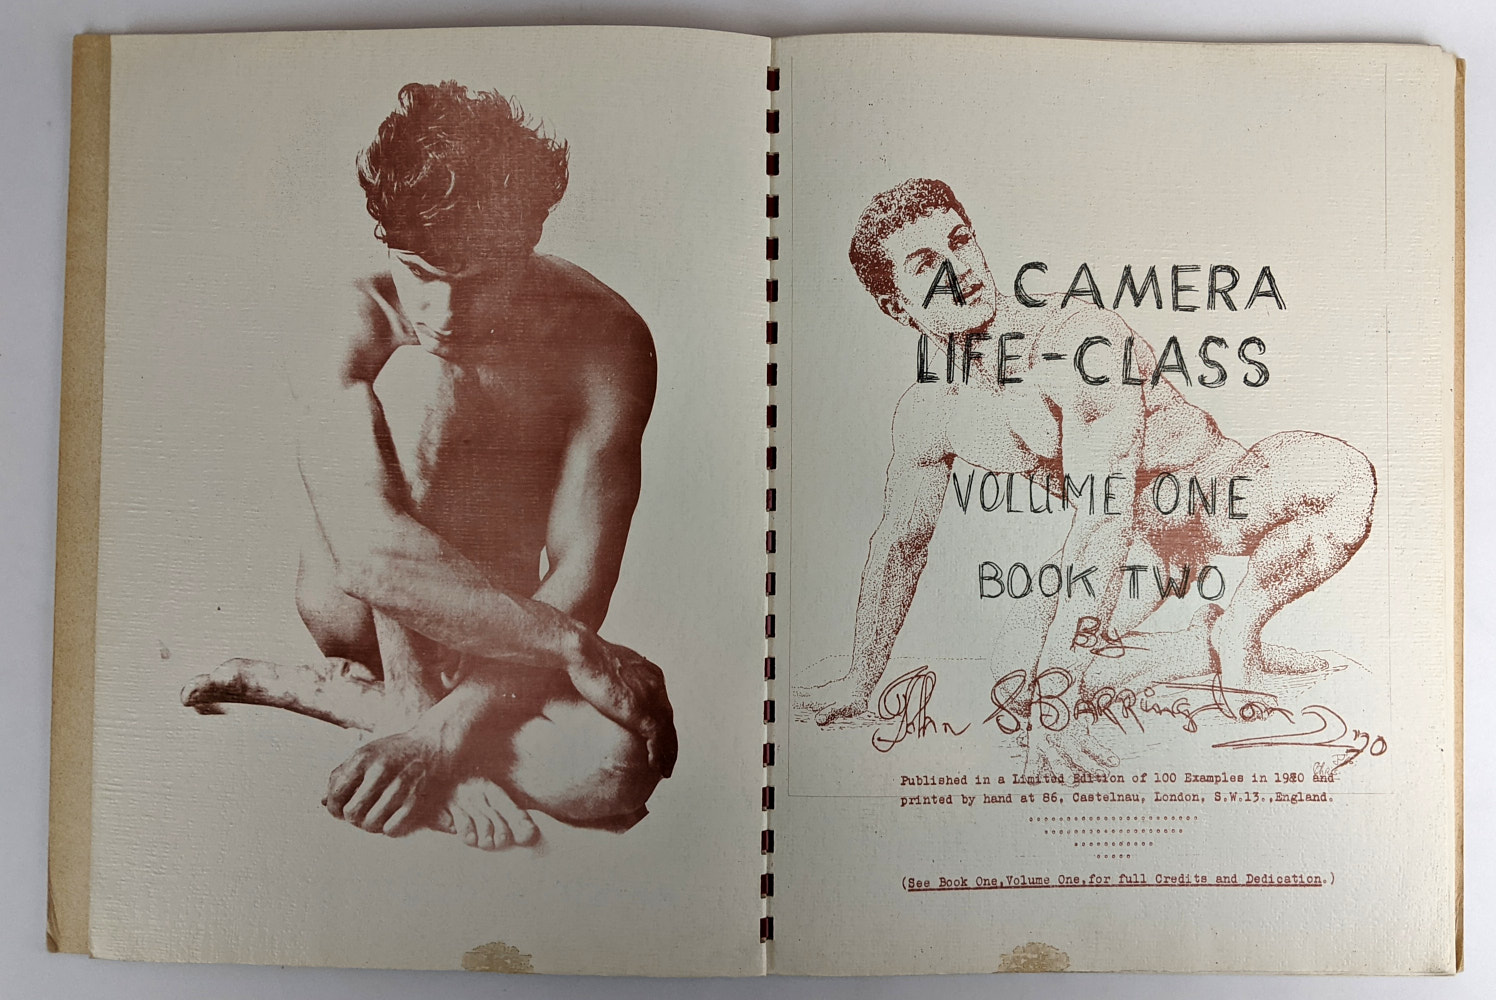 A CAMERA
LIFE-CLASS
VOLUME ONE
BOOK TWO
By
John S. Barrington
'70
Published in a Limited Edition of 100 Examples in 1980 and
printed by hand at 86, Castelnau, London, S.W.13.,England.
(See Book One,Volume One,for full Credits and Dedication.)